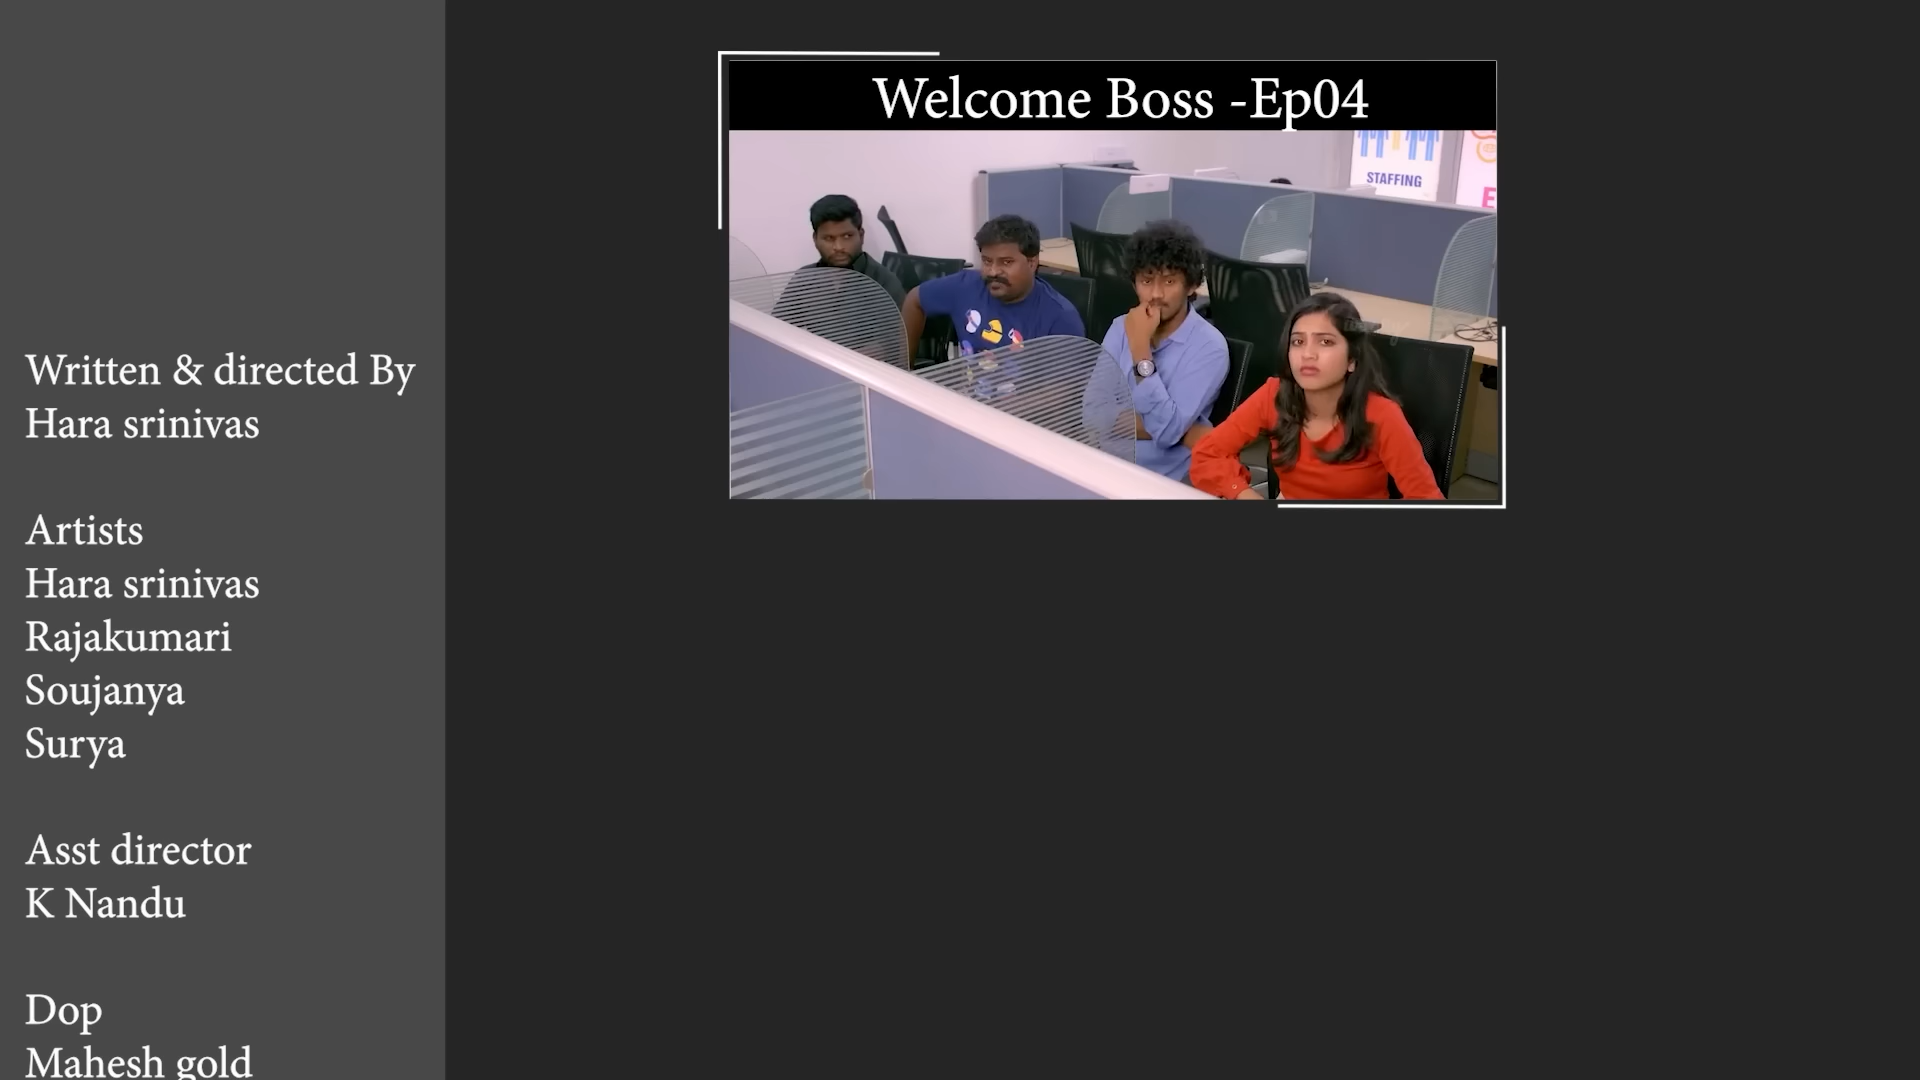 Welcome Boss -Ep04
STAFFING
Written & directed By
Hara srinivas
Artists
Hara srinivas
Rajakumari
Soujanya
Surya
Asst director
K Nandu
Dop
Mahesh gold